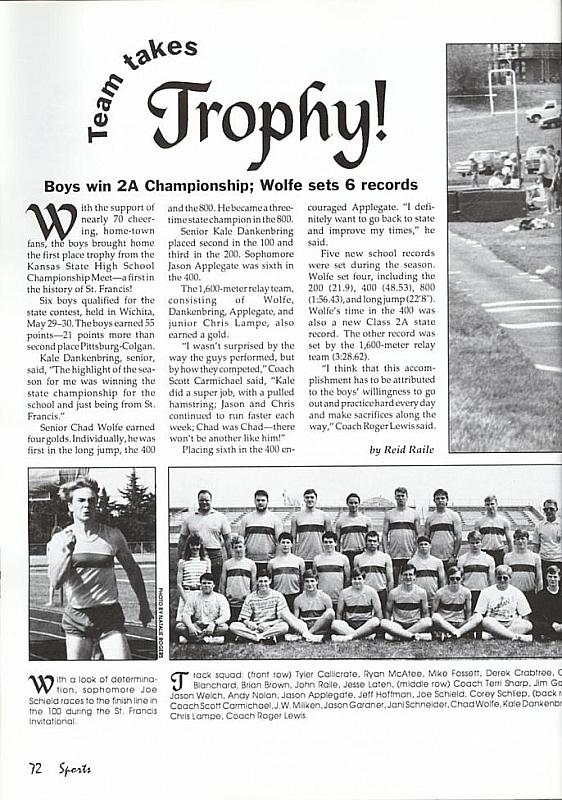 Team takes
Trophy!
Boys win 2A Championship; Wolfe sets 6 records
With the support of
nearly 70 cheer-
ing, home-town
fans, the boys brought home
the first place trophy from the
Kansas State High School
Championship Meet—a first in
the history of St. Francis!
Six boys qualified for the
state contest, held in Wichita,
May 29-30. The boys earned 55
points—21 points more than
second place Pittsburg-Colgan.
Kale Dankenbring, senior,
said, "The highlight of the sea-
son for me was winning the
state championship for the
school and just being from St.
Francis."
Senior Chad Wolfe earned
four golds. Individually, he was
first in the long jump, the 400
and the 800. He became a three-
time state champion in the 800.
Senior Kale Dankenbring
placed second in the 100 and
third in the 200. Sophomore
Jason Applegate was sixth in
the 400.
The 1,600-meter relay team,
consisting of Wolfe,
Dankenbring, Applegate, and
junior Chris Lampe, also
earned a gold.
"I wasn't surprised by the
way the guys performed, but
by how they competed," Coach
Scott Carmichael said, "Kale
did a super job, with a pulled
hamstring; Jason and Chris
continued to run faster each
week; Chad was Chad—there
won't be another like him!"
Placing sixth in the 400 en-
couraged Applegate. "I defi-
nitely want to go back to state
and improve my times," he
said.
Five new school records
were set during the season.
Wolfe set four, including the
200 (21.9), 400 (48.53), 800
(1:56.43), and long jump (22'8").
Wolfe's time in the 400 was
also a new Class 2A state
record. The other record was
set by the 1,600-meter relay
team (3:28.62).
"I think that this accom-
plishment has to be attributed
to the boys' willingness to go
out and practice hard every day
and make sacrifices along the
way," Coach Roger Lewis said.
by Reid Raile
PHOTO BY NATALIE ROGERS
With a look of determina-
tion, sophomore Joe
Schield races to the finish line in
the 100 during the St. Francis
Invitational.
Track squad: (front row) Tyler Callicrate, Ryan McAtee, Mike Fossett, Derek Crabtree, C
Blanchard, Brian Brown, John Raile, Jesse Laten, (middle row) Coach Terri Sharp, Jim Ga
Jason Welch, Andy Nolan, Jason Applegate, Jeff Hoffman, Joe Schield, Corey Schliep, (back r
Coach Scott Carmichael, J.W. Milken, Jason Gardner, Jani Schneider, Chad Wolfe, Kale Dankenbr
Chris Lampe, Coach Roger Lewis.
72 Sports